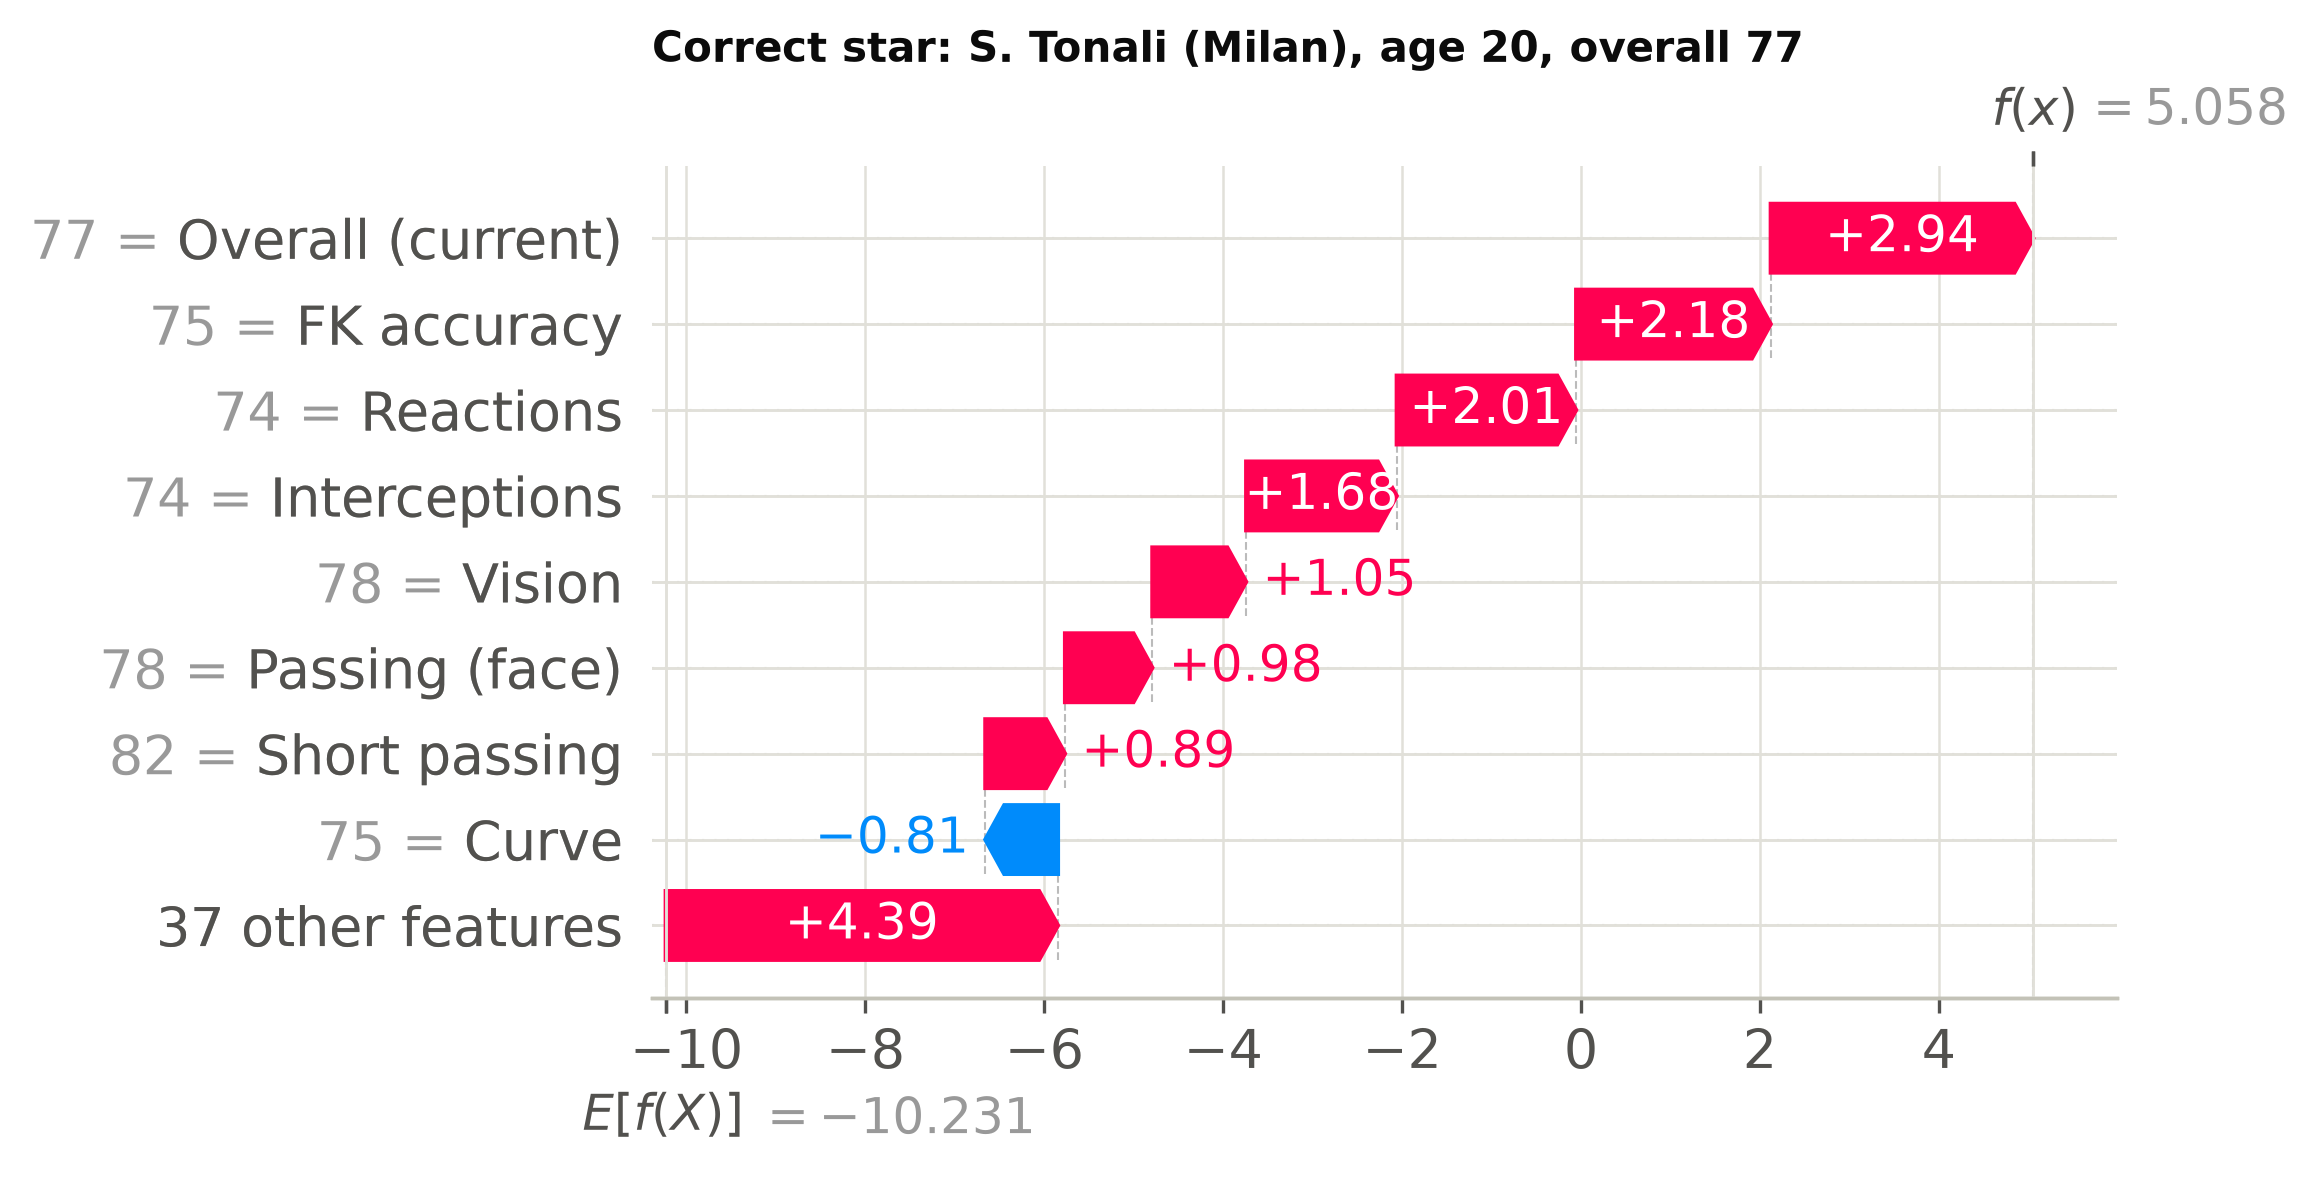 Correct star: S. Tonali (Milan), age 20, overall 77
f(x) = 5.058
77 = Overall (current) +2.94
75 = FK accuracy +2.18
74 = Reactions +2.01
74 = Interceptions +1.68
78 = Vision +1.05
78 = Passing (face) +0.98
82 = Short passing +0.89
75 = Curve −0.81
37 other features +4.39
−10 −8 −6 −4 −2 0 2 4
E[f(X)] = −10.231